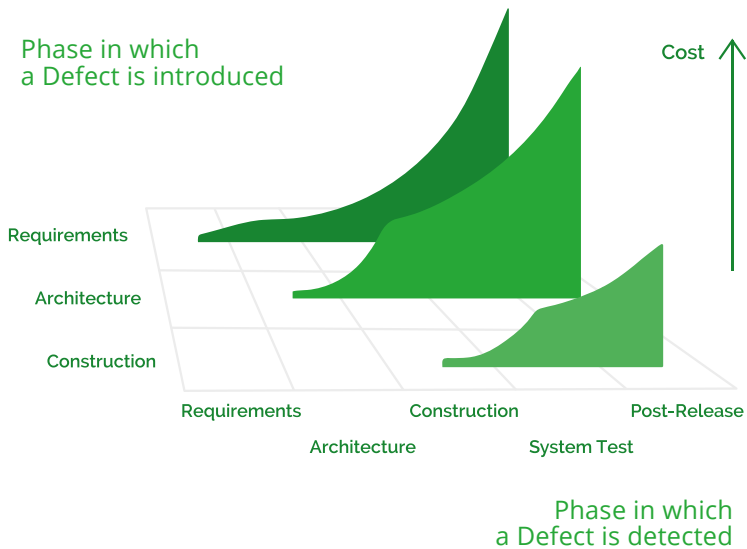 Phase in which
a Defect is introduced
Cost
Requirements
Architecture
Construction
Requirements
Construction
Post-Release
Architecture
System Test
Phase in which
a Defect is detected